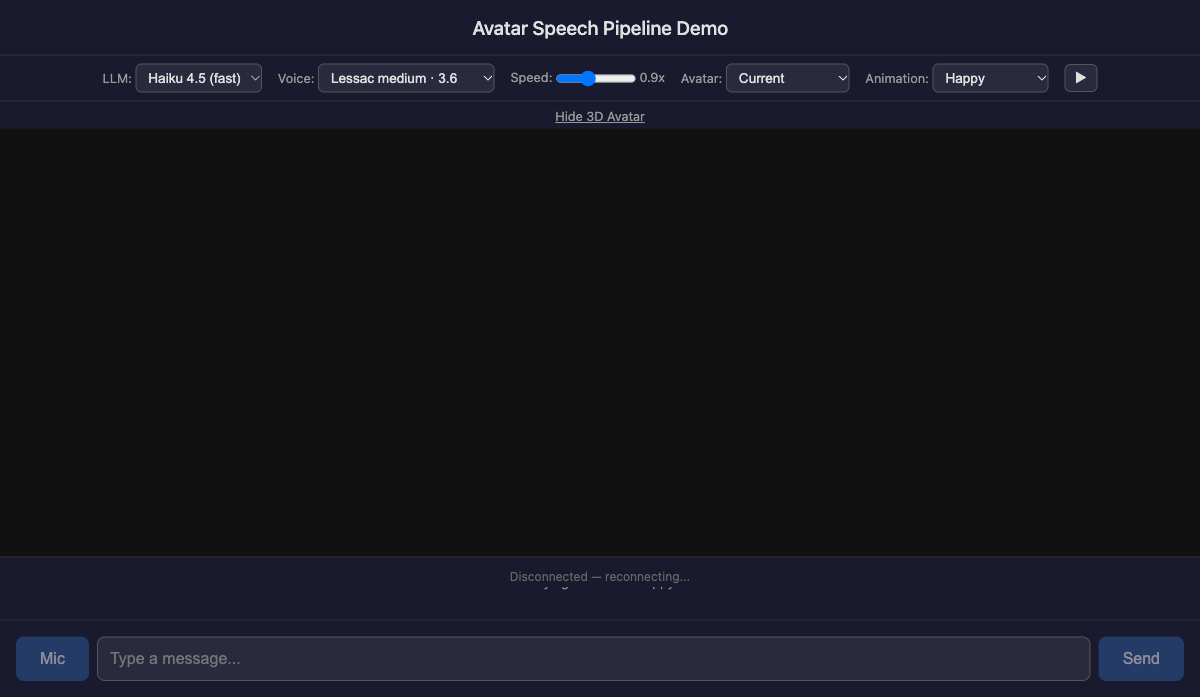 Avatar Speech Pipeline Demo
LLM: Haiku 4.5 (fast) Voice: Lessac medium · 3.6 Speed: 0.9x Avatar: Current Animation: Happy
Hide 3D Avatar
Disconnected — reconnecting...
Mic Type a message... Send